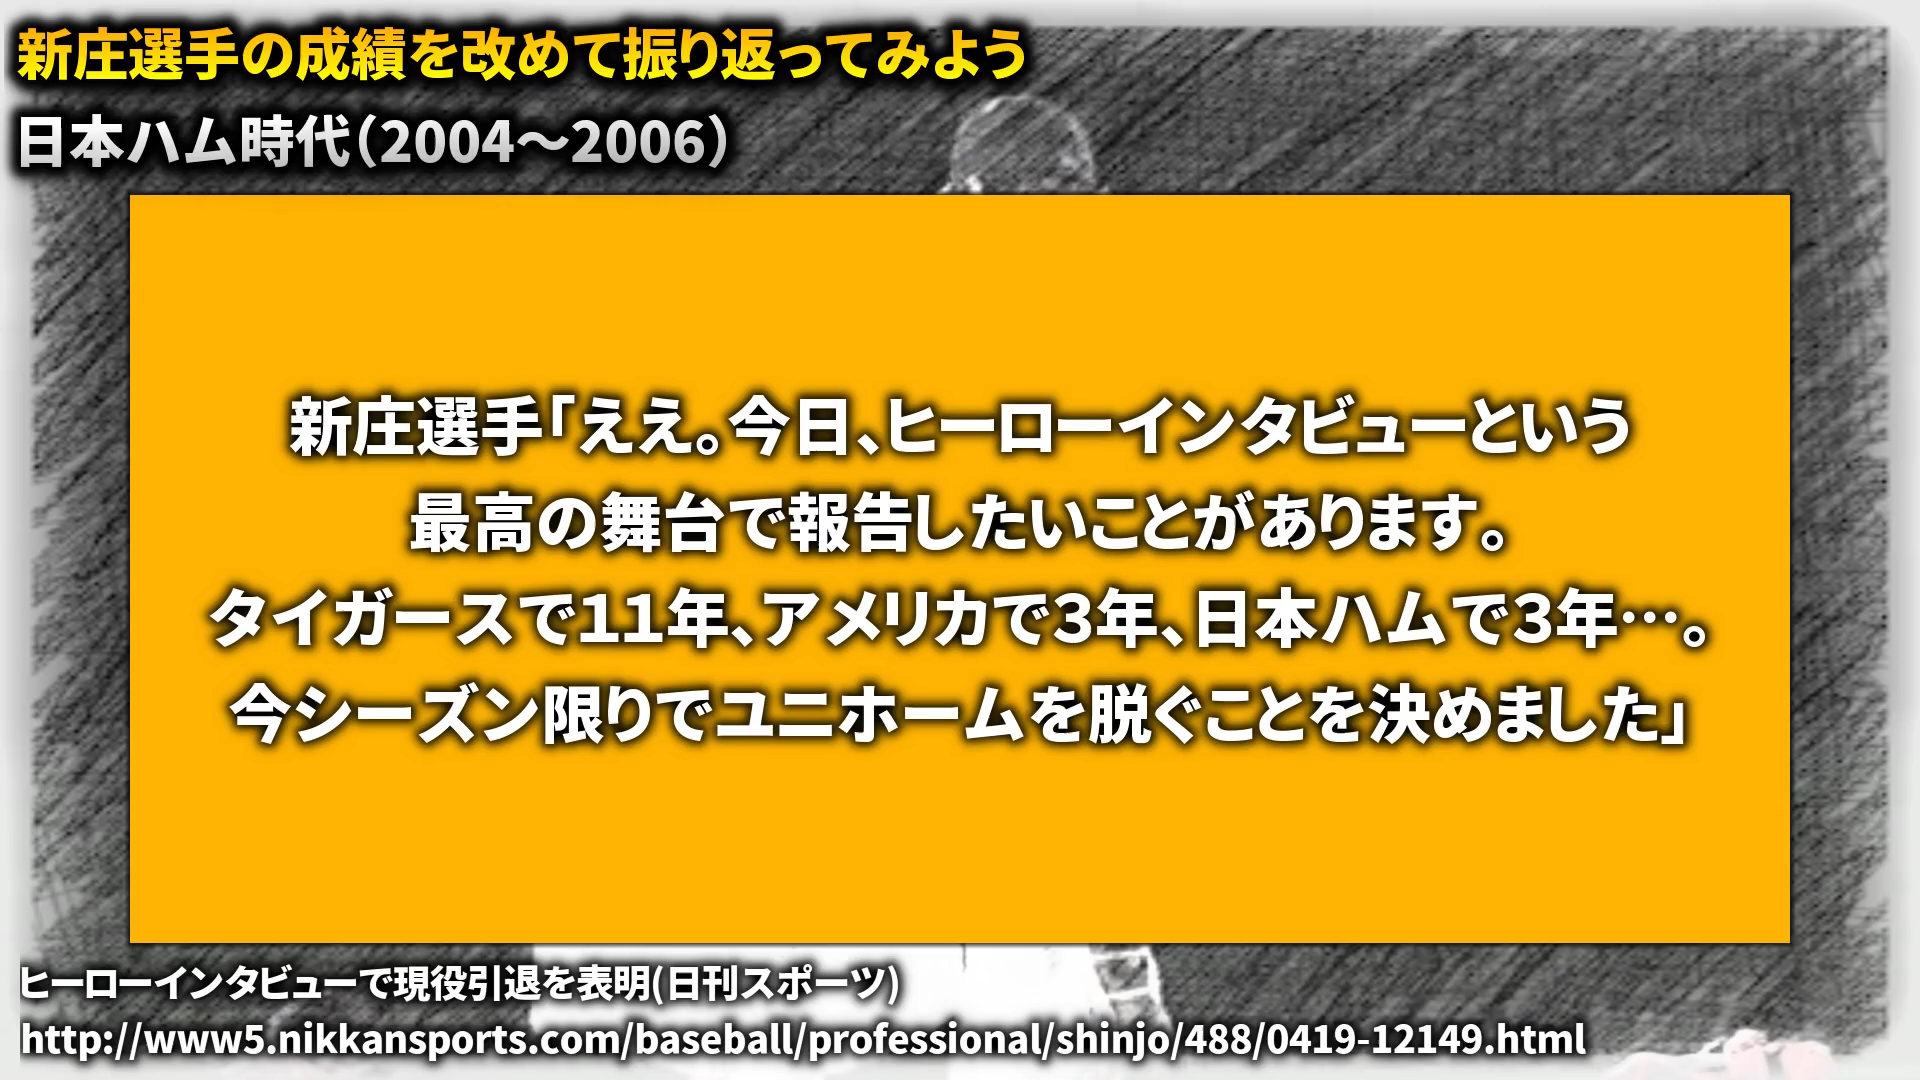 新庄選手の成績を改めて振り返ってみよう
日本ハム時代（2004～2006）
新庄選手「ええ。今日、ヒーローインタビューという
最高の舞台で報告したいことがあります。
タイガースで１１年、アメリカで３年、日本ハムで３年…。
今シーズン限りでユニホームを脱ぐことを決めました」
ヒーローインタビューで現役引退を表明(日刊スポーツ)
http://www5.nikkansports.com/baseball/professional/shinjo/488/0419-12149.html